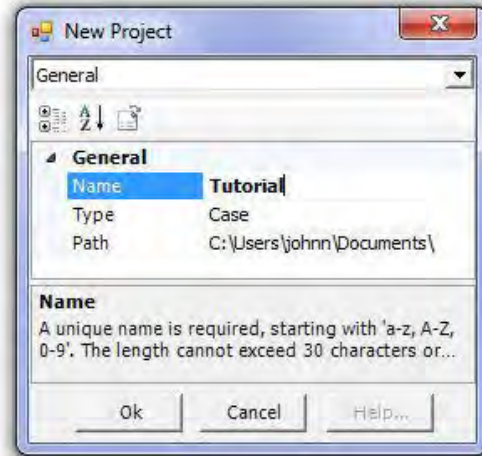 New Project
General
General
Name Tutorial
Type Case
Path C:\Users\johnn\Documents\
Name
A unique name is required, starting with 'a-z, A-Z,
0-9'. The length cannot exceed 30 characters or...
Ok Cancel Help...